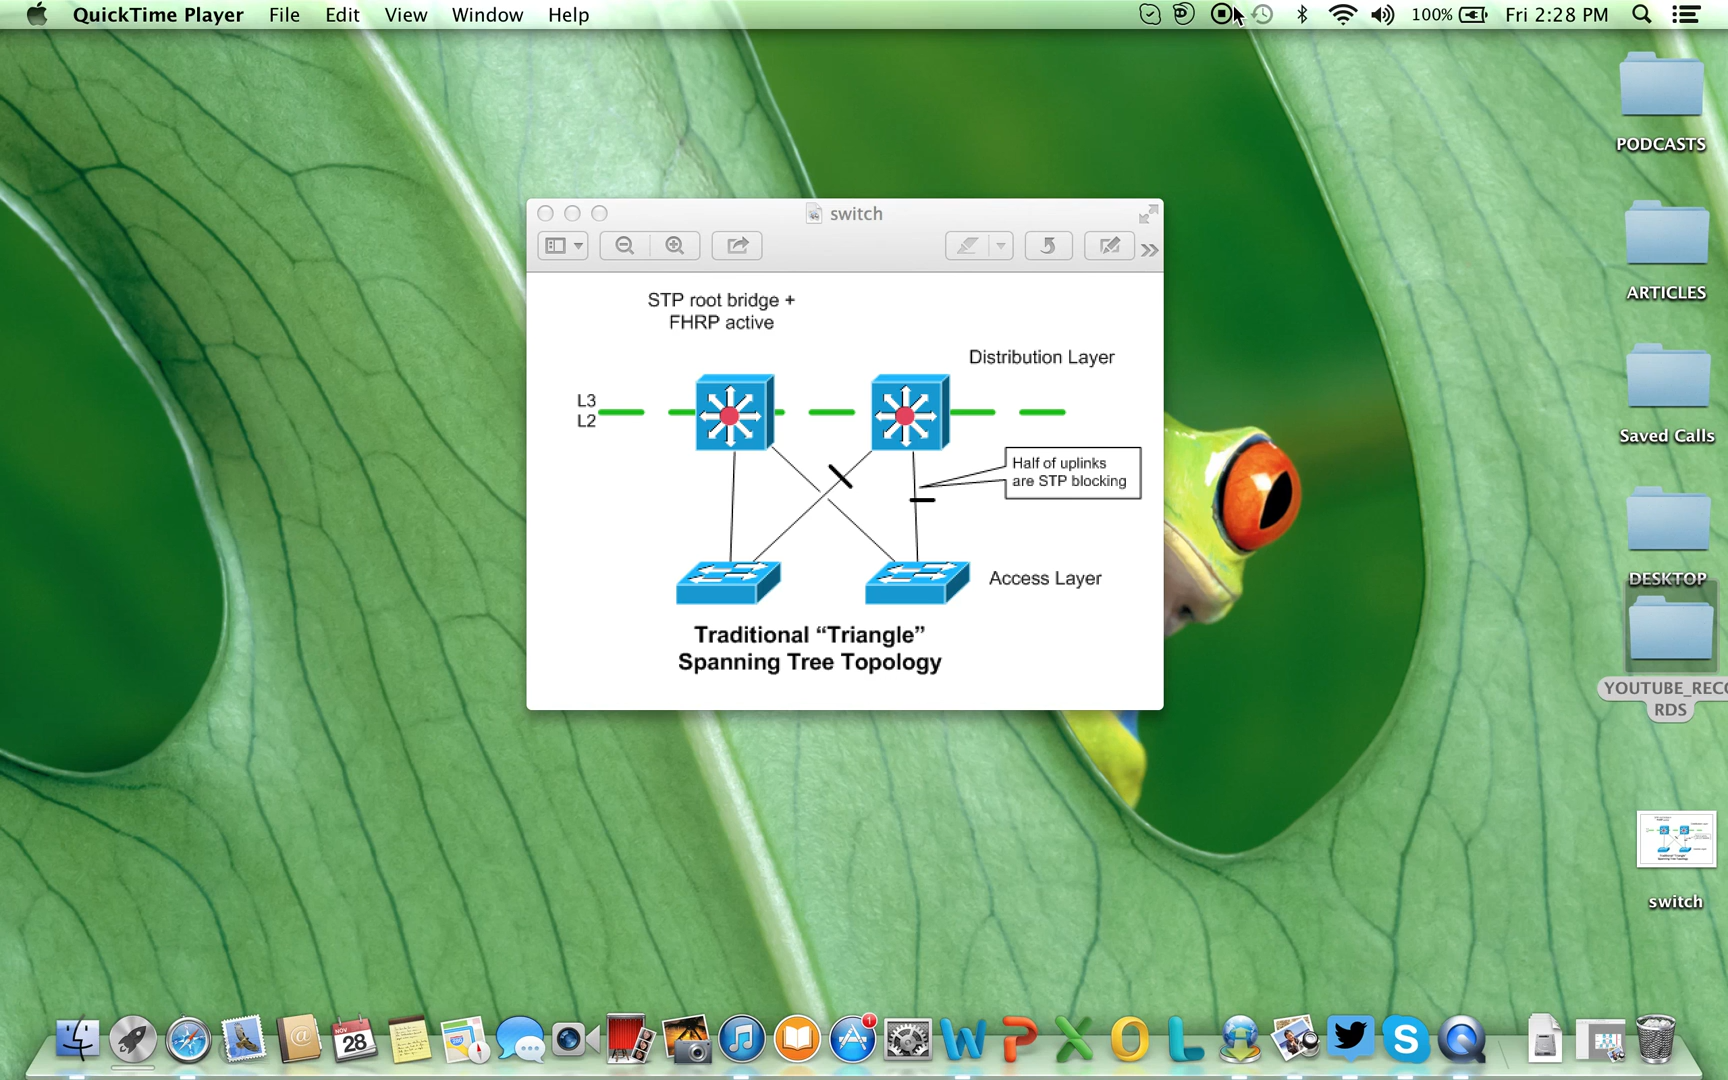 QuickTime Player File Edit View Window Help 100% Fri 2:28 PM
PODCASTS
ARTICLES
Saved Calls
DESKTOP
YOUTUBE_RECO
RDS
switch
switch
STP root bridge +
FHRP active
Distribution Layer
L3
L2
Half of uplinks
are STP blocking
Access Layer
Traditional “Triangle”
Spanning Tree Topology
NOV
28
1